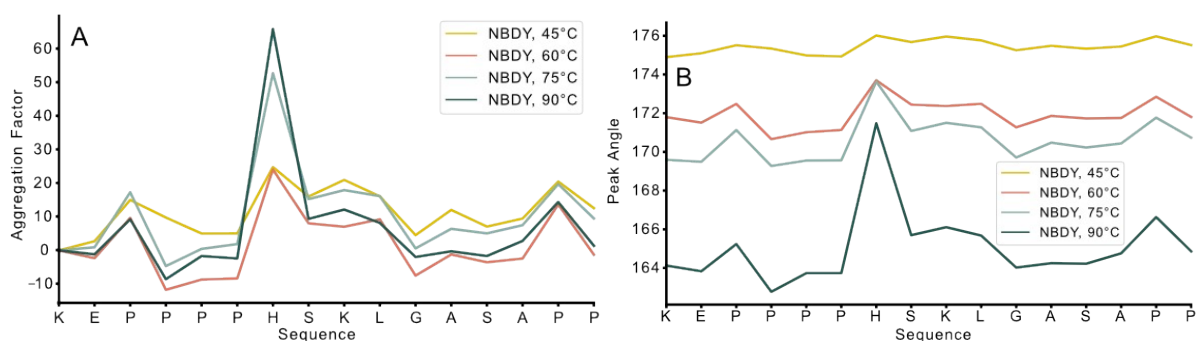 A
Aggregation Factor
60
50
40
30
20
10
0
−10
NBDY, 45°C
NBDY, 60°C
NBDY, 75°C
NBDY, 90°C
K E P P P P H S K L G A S A P P
Sequence
B
Peak Angle
176
174
172
170
168
166
164
NBDY, 45°C
NBDY, 60°C
NBDY, 75°C
NBDY, 90°C
K E P P P P H S K L G A S A P P
Sequence